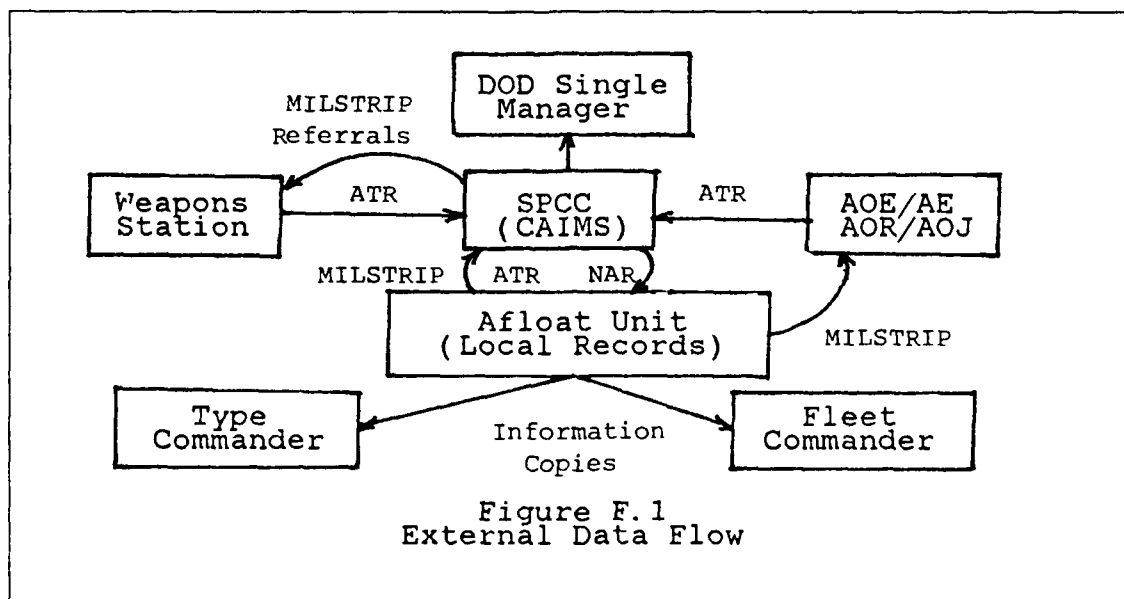 DOD Single
Manager
MILSTRIP
Referrals
Weapons
Station
ATR
SPCC
(CAIMS)
ATR
AOE/AE
AOR/AOJ
MILSTRIP
ATR
NAR
Afloat Unit
(Local Records)
MILSTRIP
Type
Commander
Information
Copies
Fleet
Commander
Figure F.1
External Data Flow